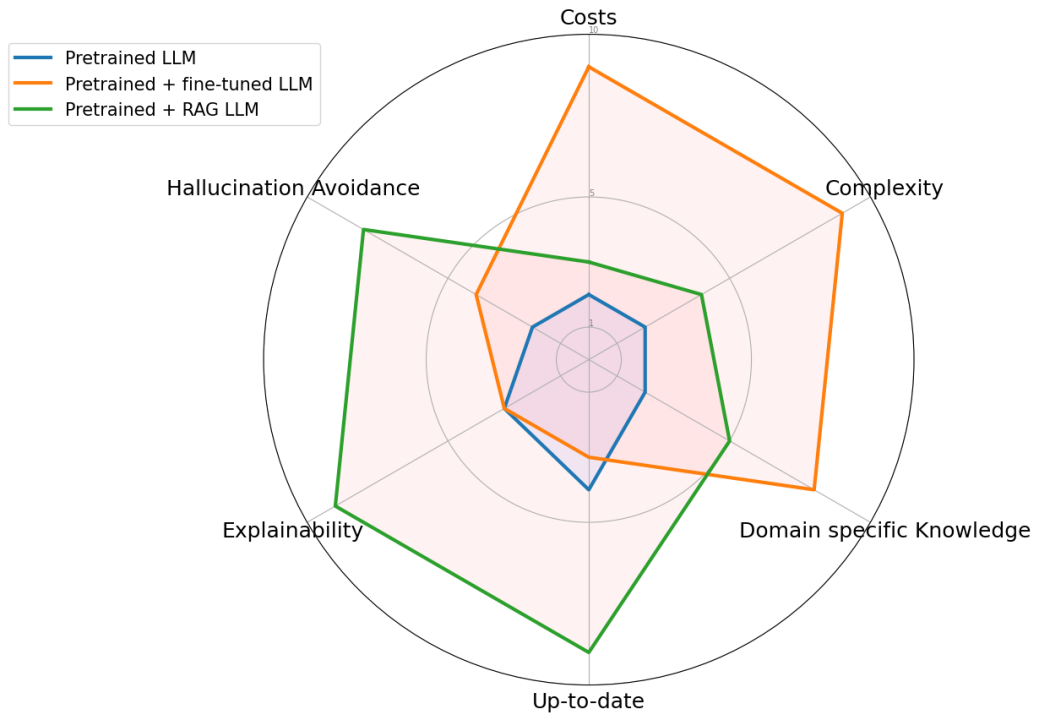 Costs
10
Pretrained LLM
Pretrained + fine-tuned LLM
Pretrained + RAG LLM
Hallucination Avoidance
Complexity
5
1
Explainability
Domain specific Knowledge
Up-to-date